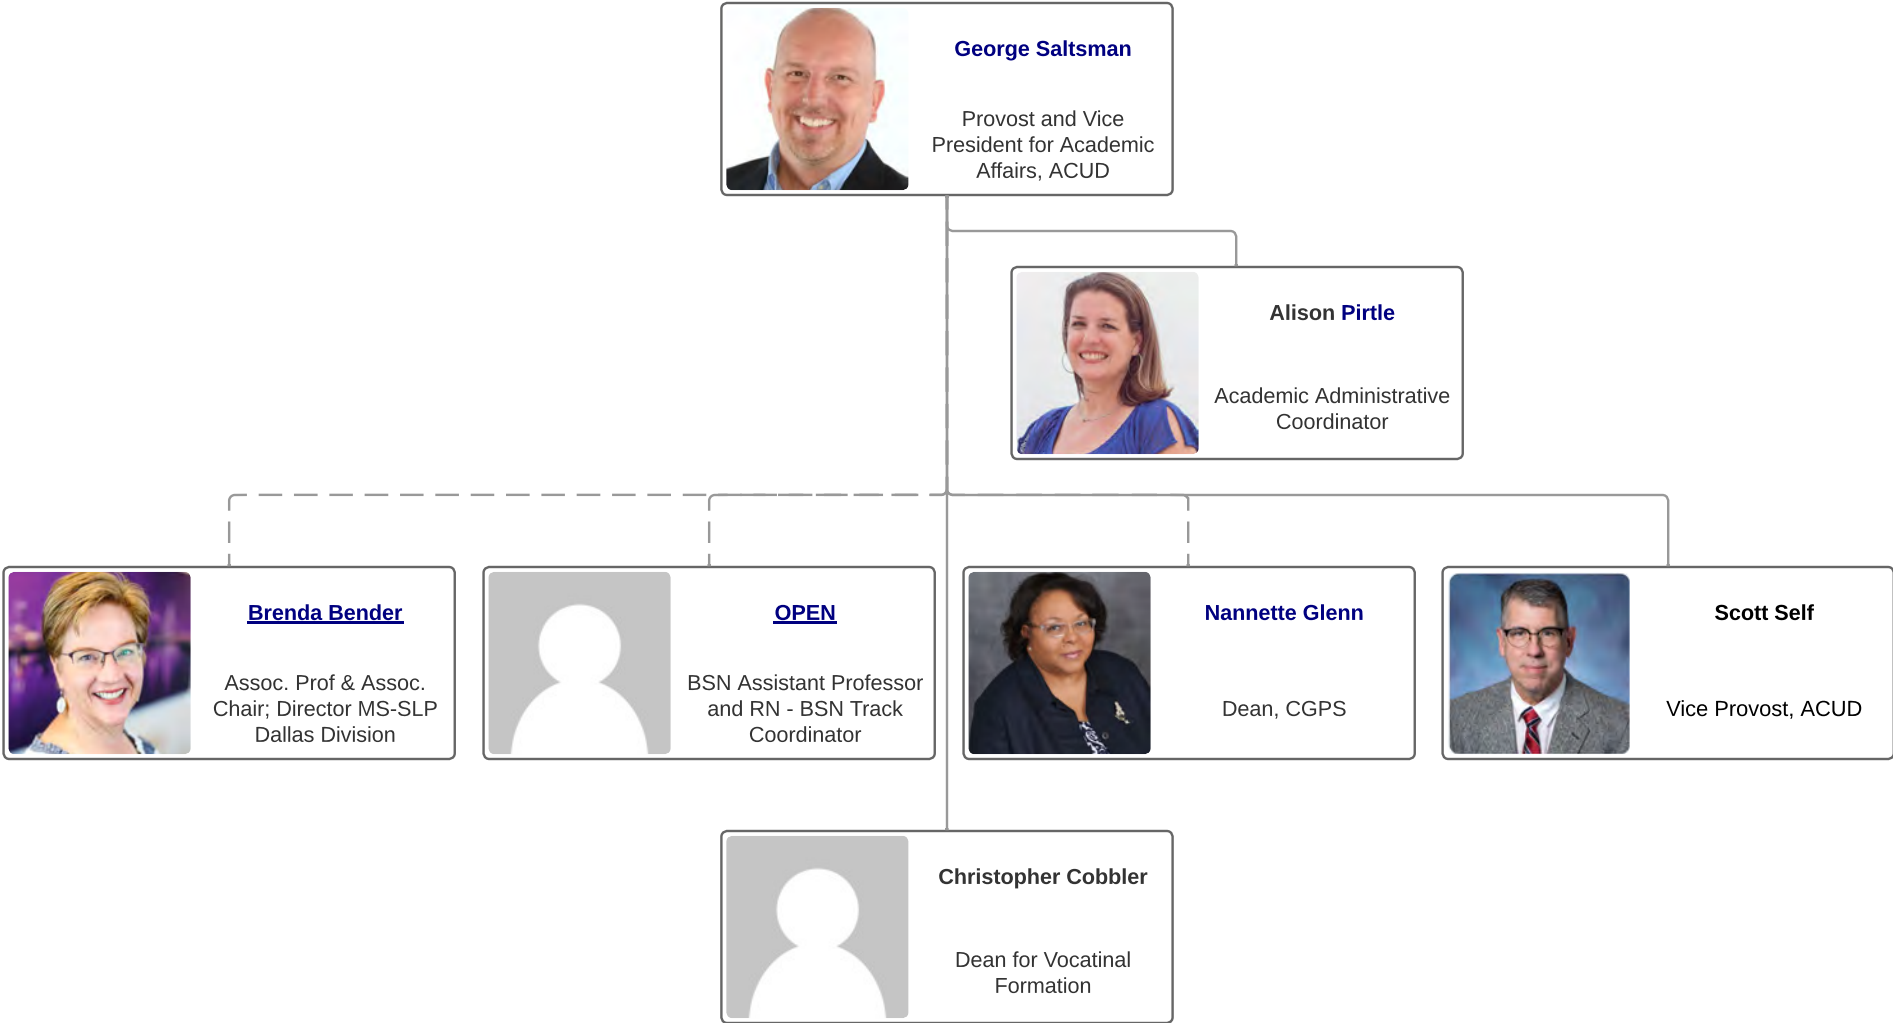 George Saltsman
Provost and Vice
President for Academic
Affairs, ACUD
Alison Pirtle
Academic Administrative
Coordinator
Brenda Bender
Assoc. Prof & Assoc.
Chair; Director MS-SLP
Dallas Division
OPEN
BSN Assistant Professor
and RN - BSN Track
Coordinator
Nannette Glenn
Dean, CGPS
Scott Self
Vice Provost, ACUD
Christopher Cobbler
Dean for Vocatinal
Formation